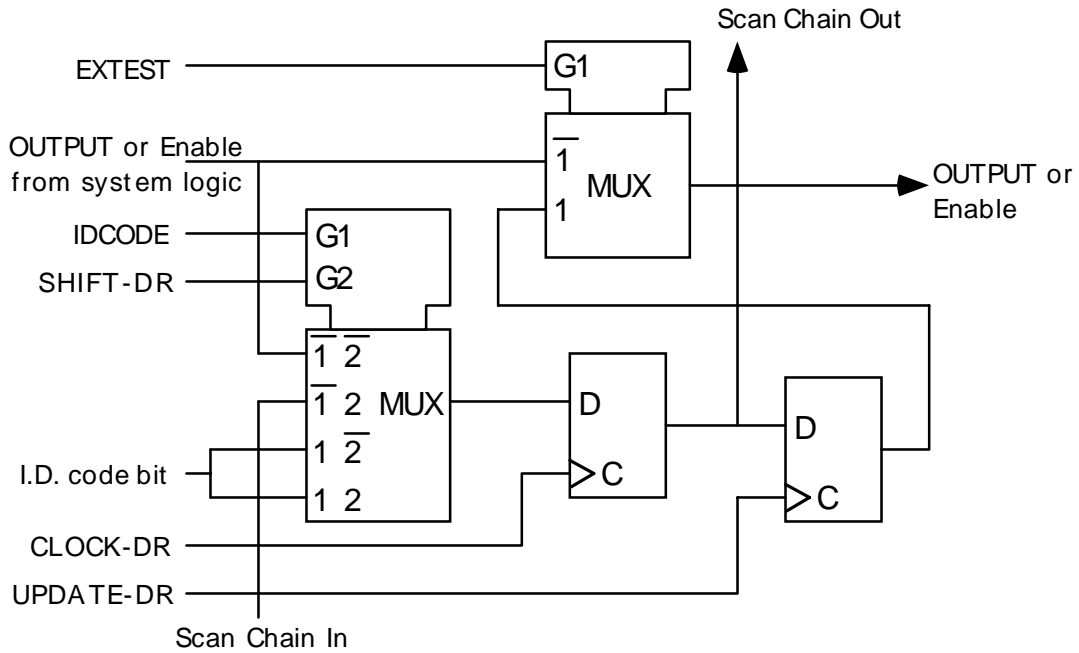 Scan Chain Out
EXTEST
G1
OUTPUT or Enable
from system logic
1
MUX
1
OUTPUT or
Enable
IDCODE
G1
SHIFT-DR
G2
1 2
1 2 MUX
1 2
1 2
D
C
D
C
I.D. code bit
CLOCK-DR
UPDATE-DR
Scan Chain In